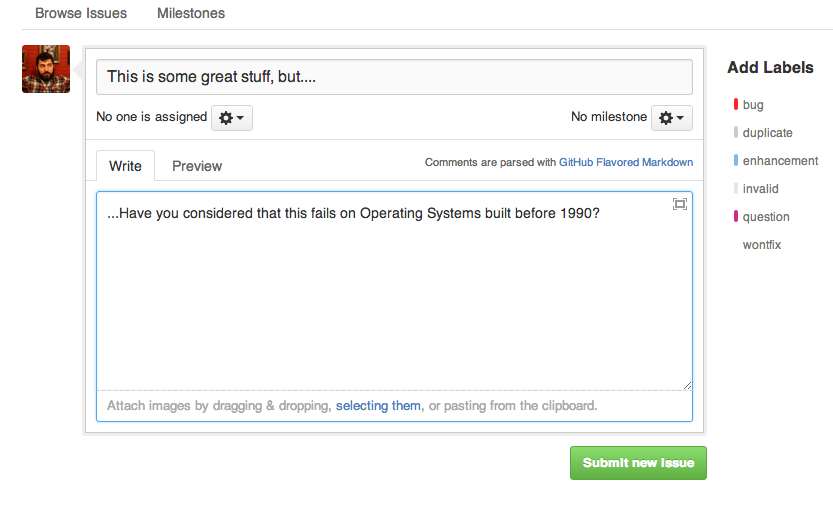 Browse Issues Milestones
This is some great stuff, but....
No one is assigned No milestone
Write Preview Comments are parsed with GitHub Flavored Markdown
...Have you considered that this fails on Operating Systems built before 1990?
Attach images by dragging & dropping, selecting them, or pasting from the clipboard.
Submit new issue
Add Labels
bug
duplicate
enhancement
invalid
question
wontfix